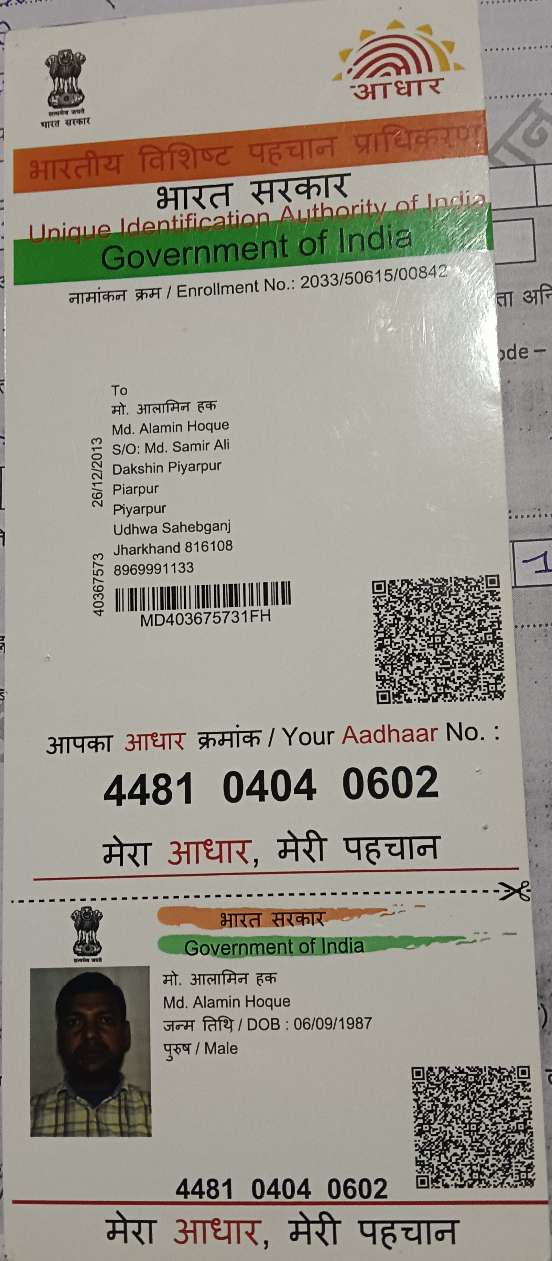 सत्यमेव जयते
भारत सरकार
आधार
भारतीय विशिष्ट पहचान प्राधिकरण
भारत सरकार
Unique Identification Authority of India
Government of India
नामांकन क्रम / Enrollment No.: 2033/50615/00842
To
मो. आलामिन हक
Md. Alamin Hoque
S/O: Md. Samir Ali
Dakshin Piyarpur
Piarpur
Piyarpur
Udhwa Sahebganj
Jharkhand 816108
8969991133
26/12/2013
40367573
MD403675731FH
आपका आधार क्रमांक / Your Aadhaar No. :
4481 0404 0602
मेरा आधार, मेरी पहचान
भारत सरकार
Government of India
सत्यमेव जयते
मो. आलामिन हक
Md. Alamin Hoque
जन्म तिथि / DOB : 06/09/1987
पुरुष / Male
4481 0404 0602
मेरा आधार, मेरी पहचान